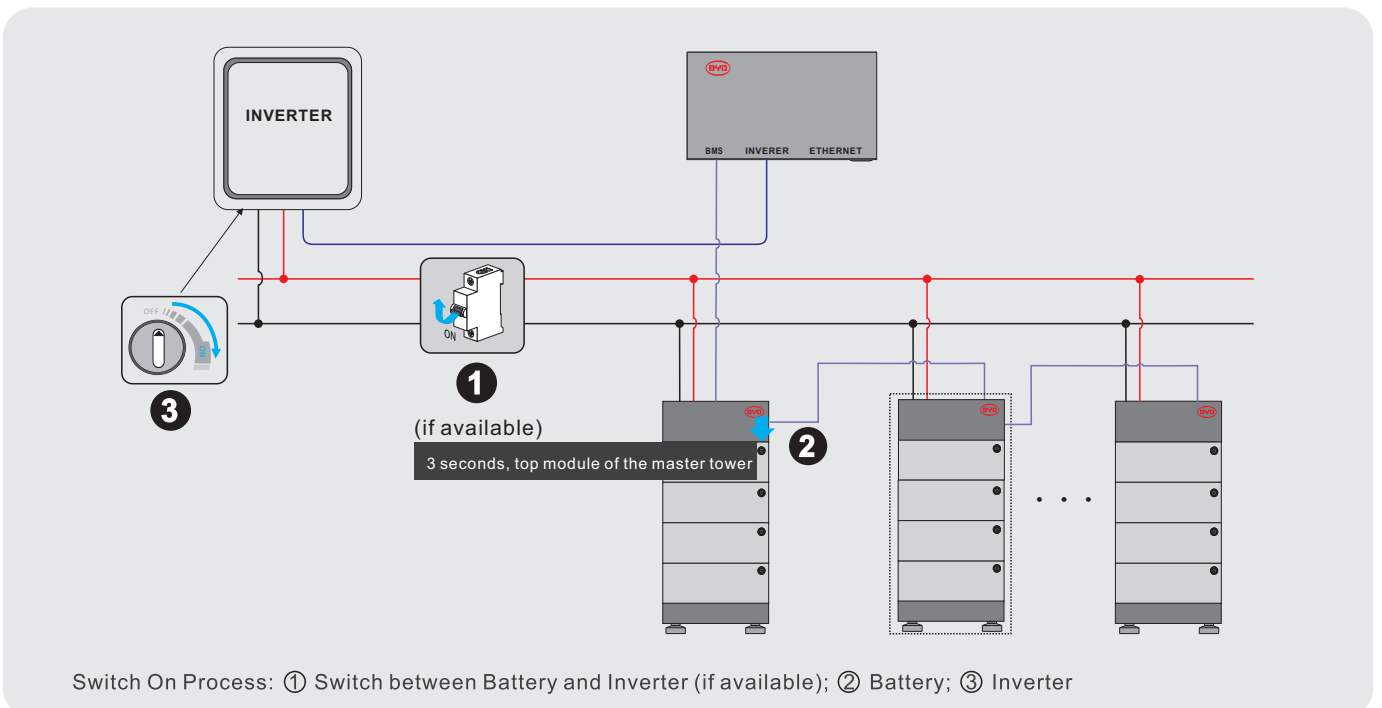 INVERTER
BYD
BMS INVERER ETHERNET
OFF
ON
ON
3
1
(if available)
3 seconds, top module of the master tower
2
BYD
BYD
BYD
Switch On Process: ① Switch between Battery and Inverter (if available); ② Battery; ③ Inverter